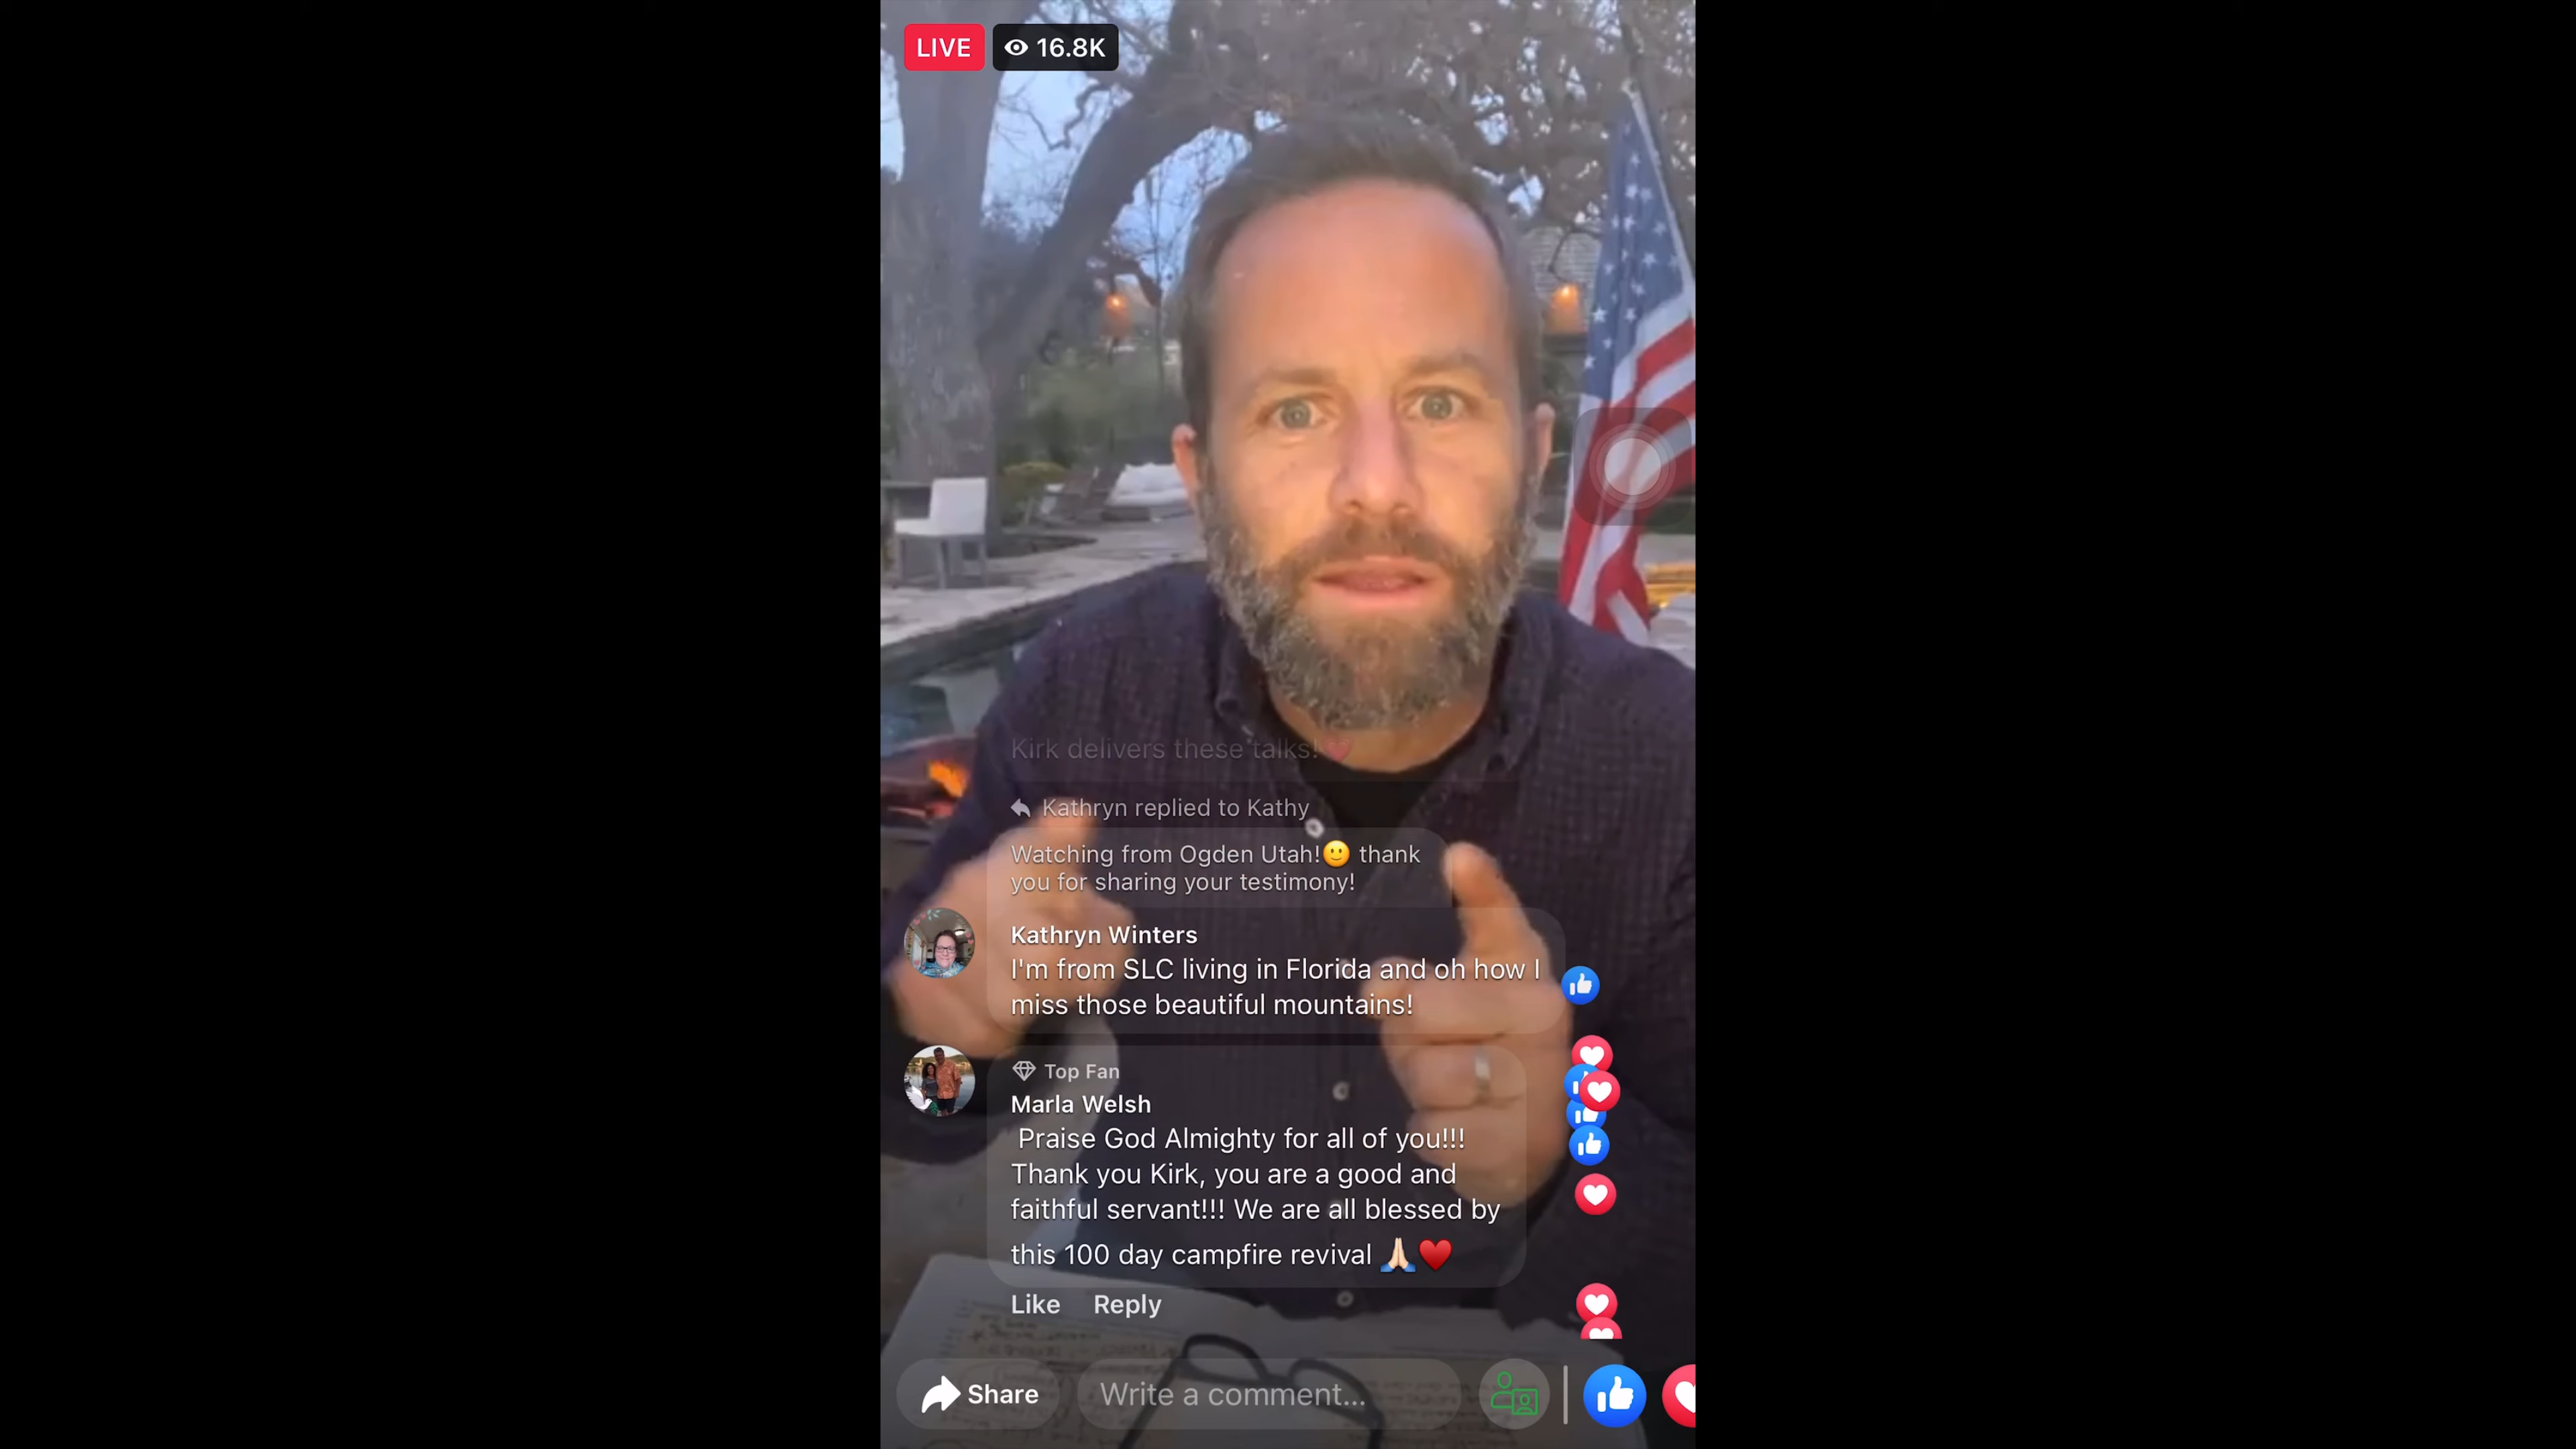 LIVE 16.8K
Kirk delivers these talks!
Kathryn replied to Kathy
Watching from Ogden Utah!🙂 thank
you for sharing your testimony!
Kathryn Winters
I'm from SLC living in Florida and oh how I
miss those beautiful mountains!
Top Fan
Marla Welsh
Praise God Almighty for all of you!!!
Thank you Kirk, you are a good and
faithful servant!!! We are all blessed by
this 100 day campfire revival 🙏🏻♥️
Like Reply
Share Write a comment...